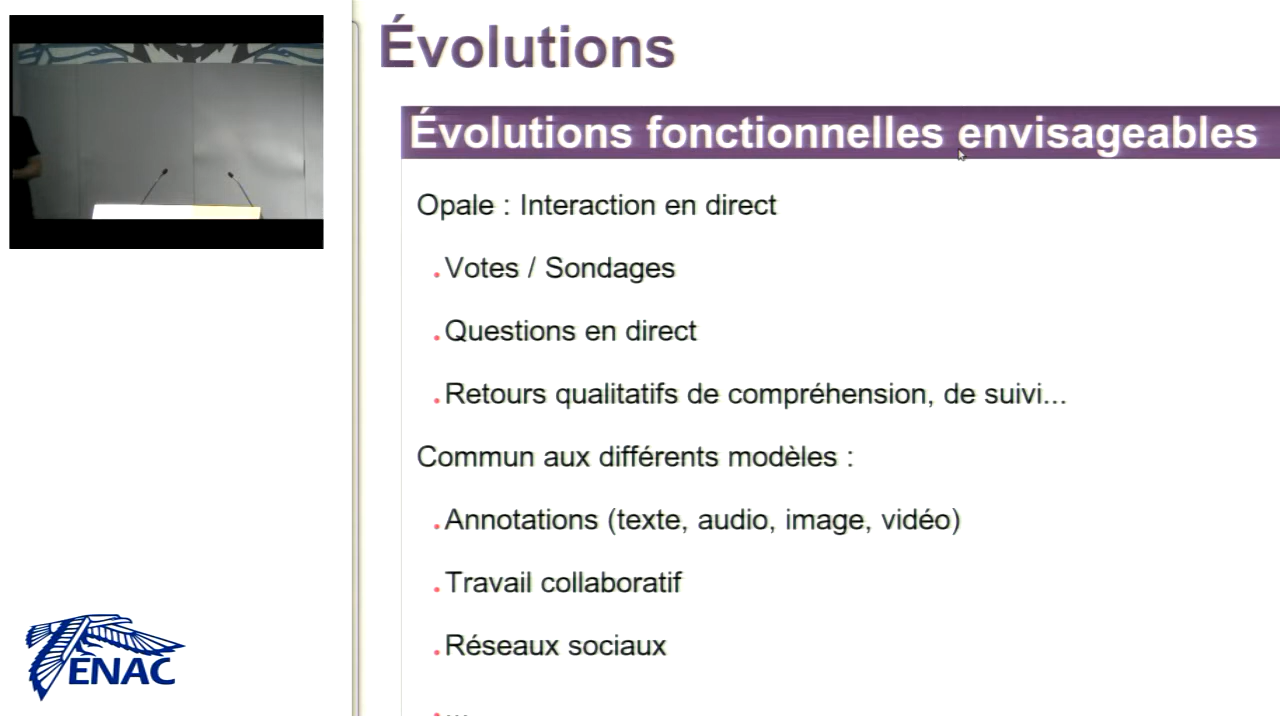 Évolutions
Évolutions fonctionnelles envisageables
Opale : Interaction en direct
. Votes / Sondages
. Questions en direct
. Retours qualitatifs de compréhension, de suivi...
Commun aux différents modèles :
. Annotations (texte, audio, image, vidéo)
. Travail collaboratif
. Réseaux sociaux
. ...
ENAC